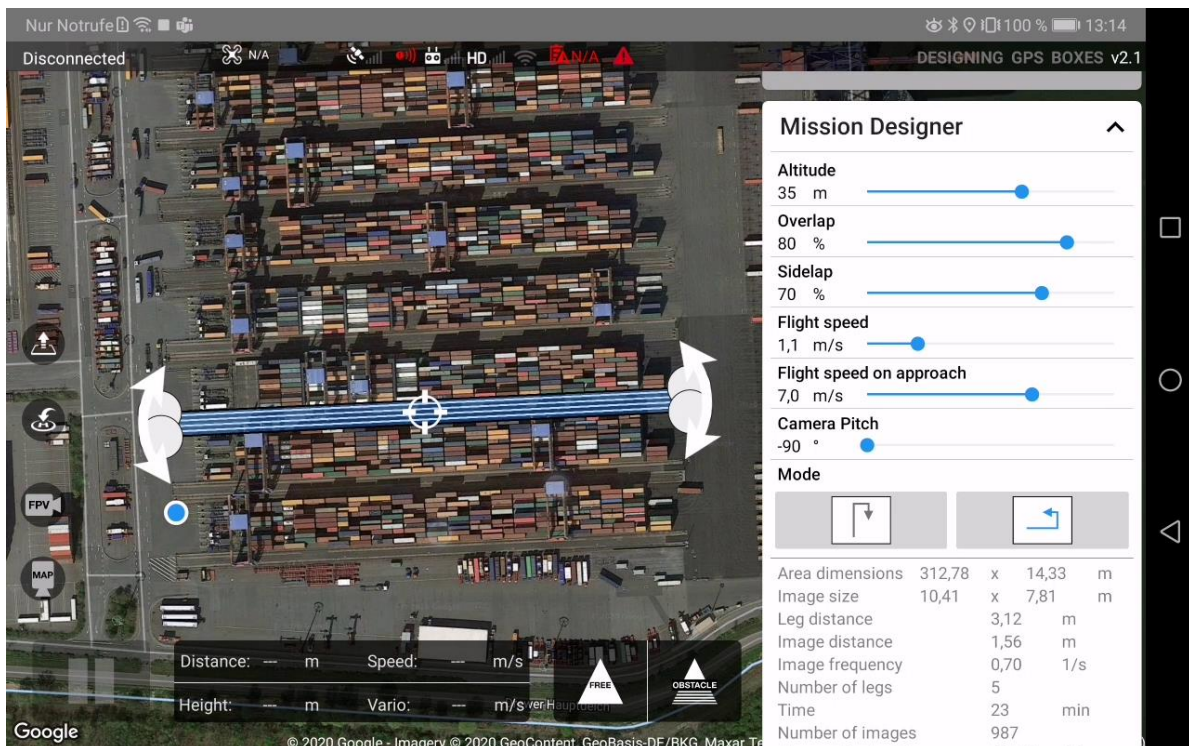 Nur Notrufe 100 % 13:14
Disconnected N/A HD N/A DESIGNING GPS BOXES v2.1
Mission Designer
Altitude
35 m
Overlap
80 %
Sidelap
70 %
Flight speed
1,1 m/s
Flight speed on approach
7,0 m/s
Camera Pitch
-90 °
Mode
FPV
MAP
Area dimensions 312,78 x 14,33 m
Image size 10,41 x 7,81 m
Leg distance 3,12 m
Image distance 1,56 m
Image frequency 0,70 1/s
Number of legs 5
Time 23 min
Number of images 987
Distance: --- m Speed: --- m/s
Height: --- m Vario: --- m/s
FREE
OBSTACLE
Google
© 2020 Google - Imagery © 2020 GeoContent, GeoBasis-DE/BKG, Maxar Te